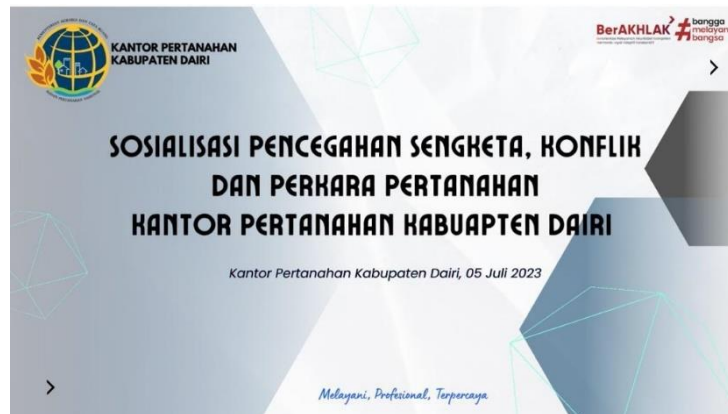 KANTOR PERTANAHAN
KABUPATEN DAIRI
BerAKHLAK
#
bangga
melayani
bangsa
SOSIALISASI PENCEGAHAN SENGKETA, KONFLIK
DAN PERKARA PERTANAHAN
KANTOR PERTANAHAN KABUAPTEN DAIRI
Kantor Pertanahan Kabupaten Dairi, 05 Juli 2023
Melayani, Profesional, Terpercaya